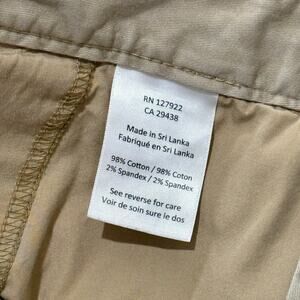 RN 127922
CA 29438
Made in Sri Lanka
Fabriqué en Sri Lanka
98% Cotton / 98% Coton
2% Spandex / 2% Spandex
See reverse for care
Voir de soin sure le dos